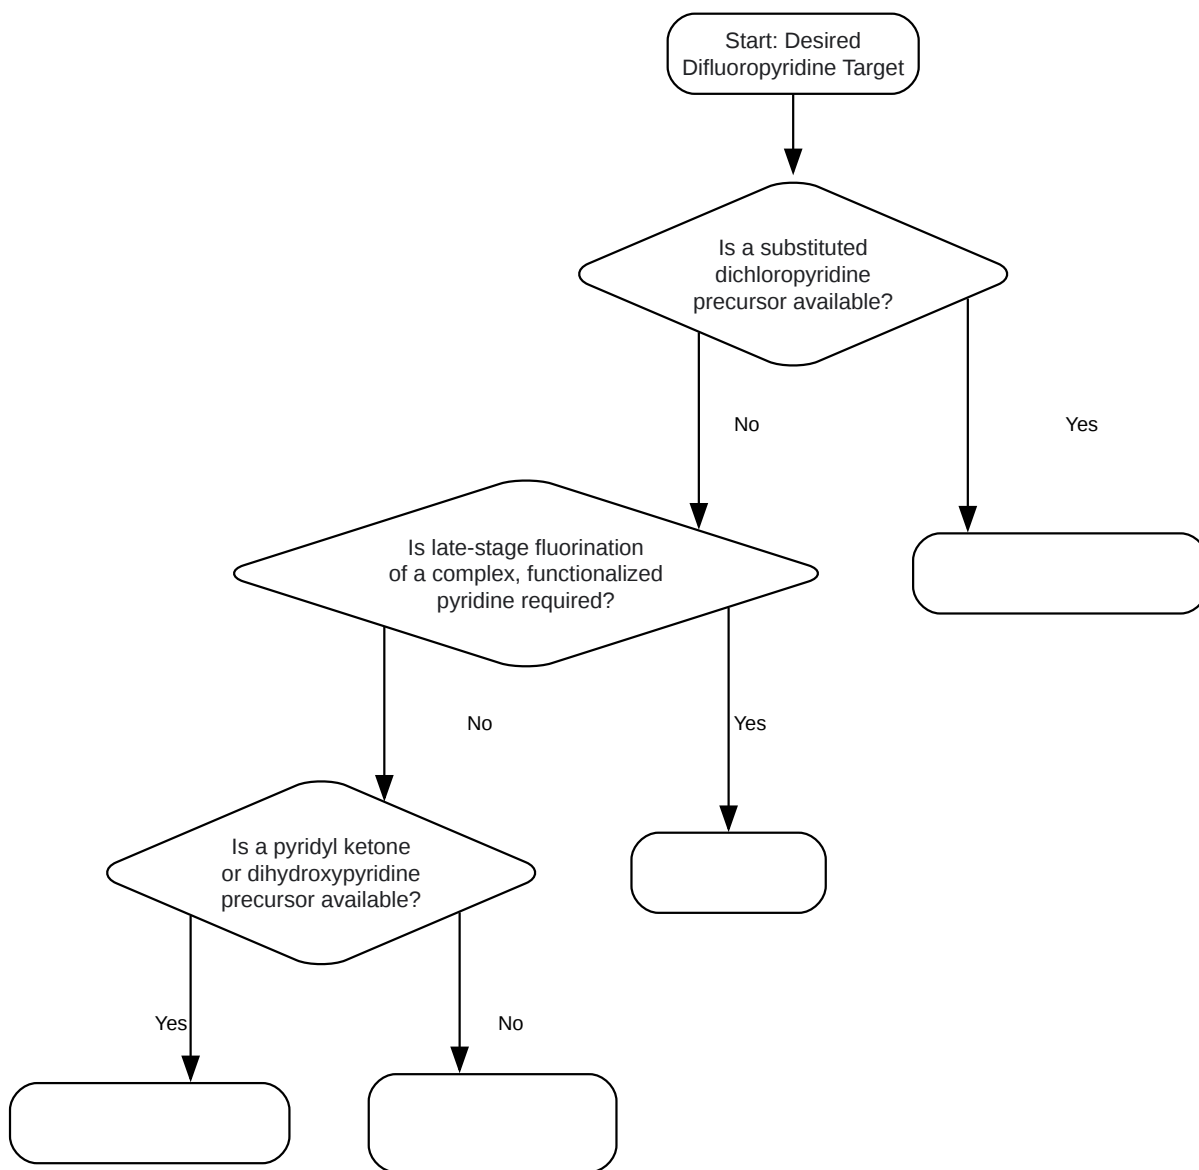 Start: Desired
Difluoropyridine Target
Is a substituted
dichloropyridine
precursor available?
No
Yes
Is late-stage fluorination
of a complex, functionalized
pyridine required?
No
Yes
Is a pyridyl ketone
or dihydroxypyridine
precursor available?
Yes
No